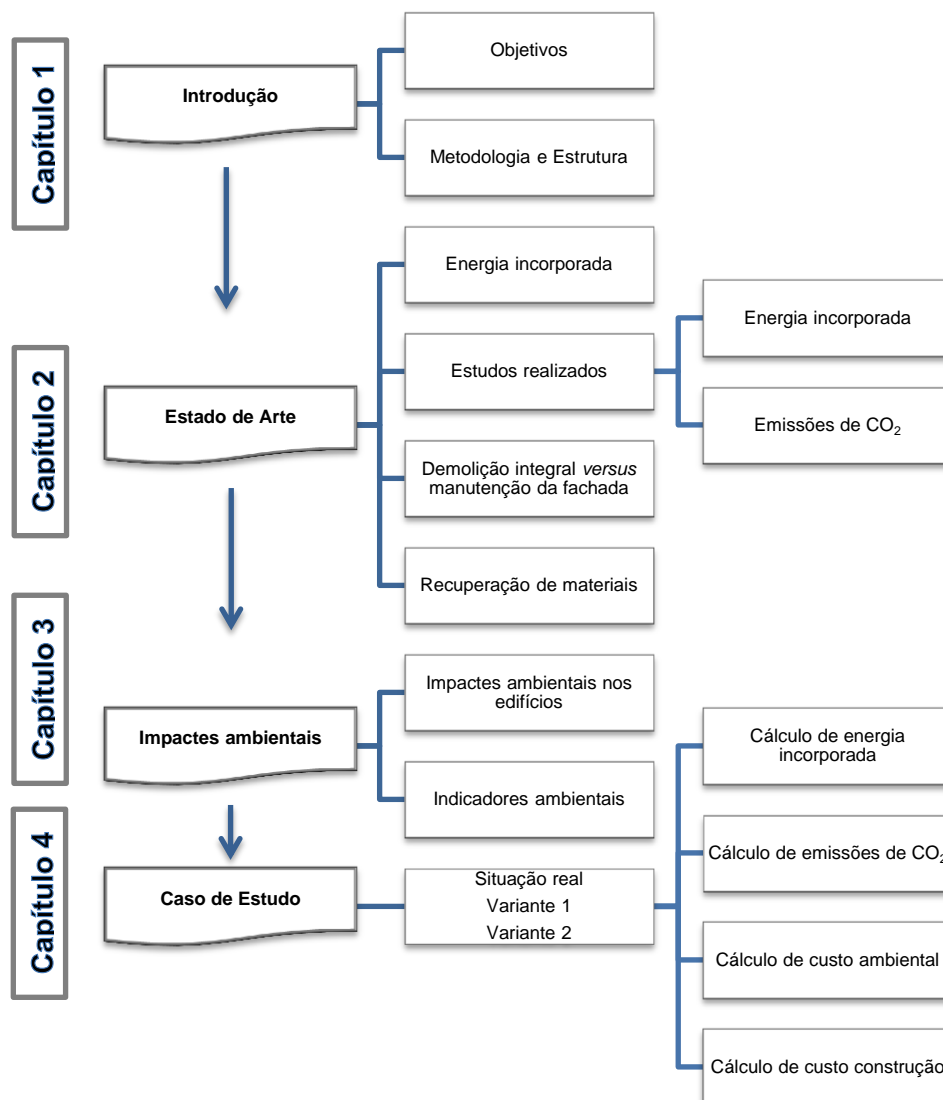 Capítulo 1
Introdução
Objetivos
Metodologia e Estrutura
Capítulo 2
Estado de Arte
Energia incorporada
Estudos realizados
Energia incorporada
Emissões de CO₂
Demolição integral versus
manutenção da fachada
Recuperação de materiais
Capítulo 3
Impactes ambientais
Impactes ambientais nos
edifícios
Indicadores ambientais
Capítulo 4
Caso de Estudo
Situação real
Variante 1
Variante 2
Cálculo de energia
incorporada
Cálculo de emissões de CO₂
Cálculo de custo ambiental
Cálculo de custo construção